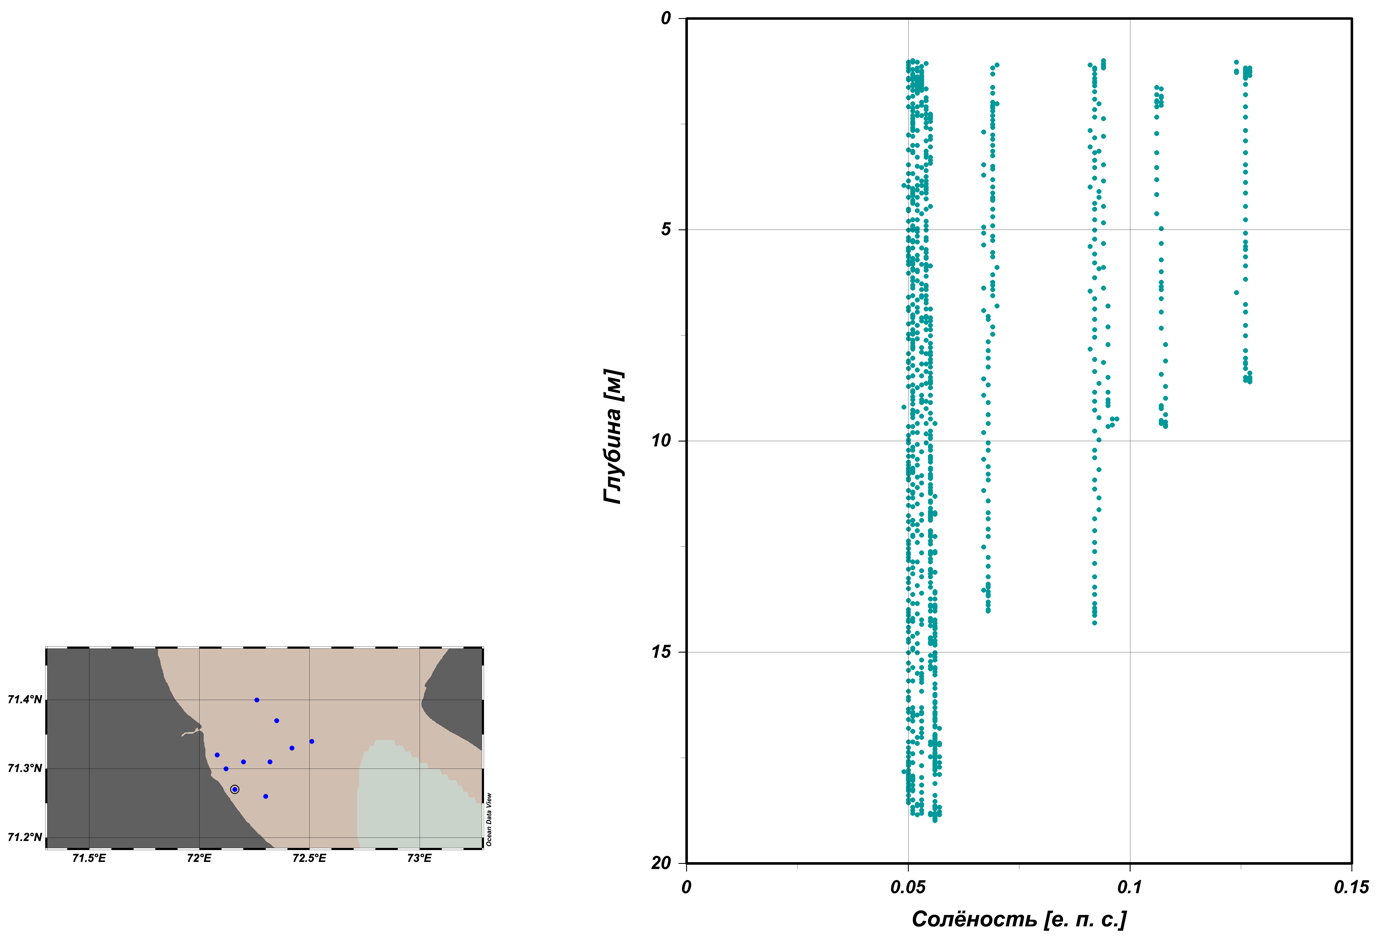 0
5
10
15
20
Глубина [м]
0
0.05
0.1
0.15
Солёность [е. п. с.]
71.4°N
71.3°N
71.2°N
71.5°E
72°E
72.5°E
73°E
Ocean Data View